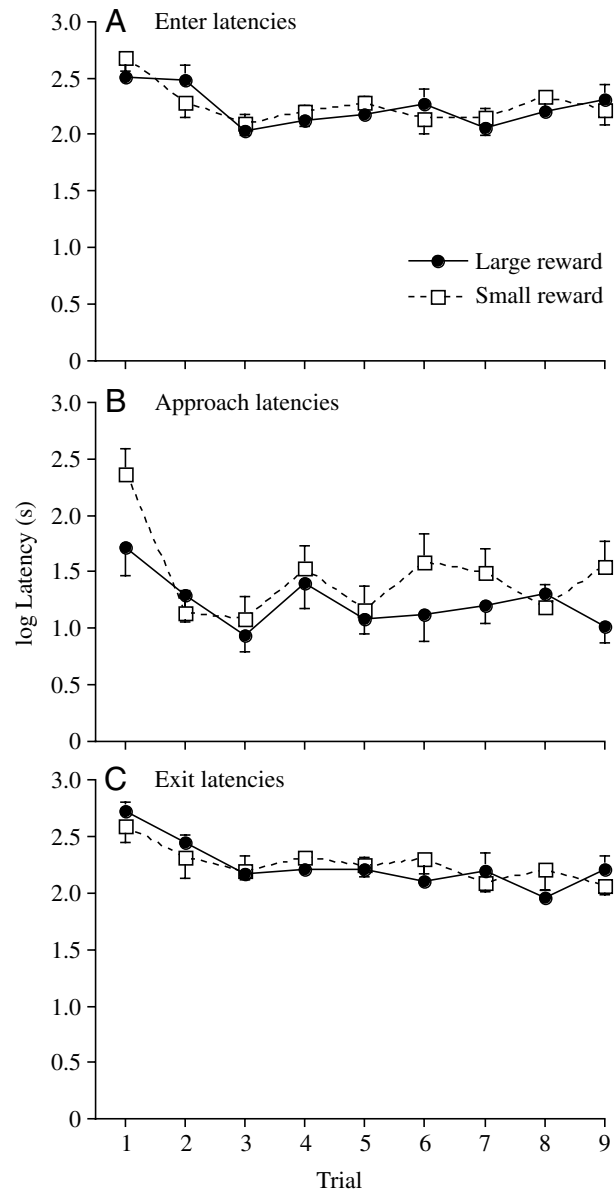 A Enter latencies
3.0
2.5
2.0
1.5
1.0
0.5
0
Large reward
Small reward
B Approach latencies
3.0
2.5
2.0
1.5
1.0
0.5
0
log Latency (s)
C Exit latencies
3.0
2.5
2.0
1.5
1.0
0.5
0
1 2 3 4 5 6 7 8 9
Trial